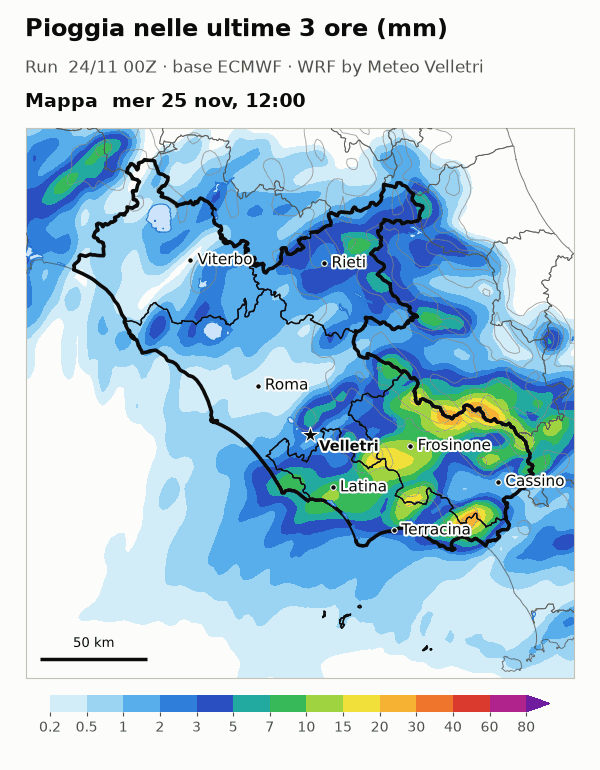 Pioggia nelle ultime 3 ore (mm)
Run  24/11 00Z · base ECMWF · WRF by Meteo Velletri
Mappa  mer 25 nov, 12:00
Viterbo
Rieti
Roma
Velletri
Frosinone
Cassino
Latina
Terracina
50 km
0.2 0.5 1 2 3 5 7 10 15 20 30 40 60 80